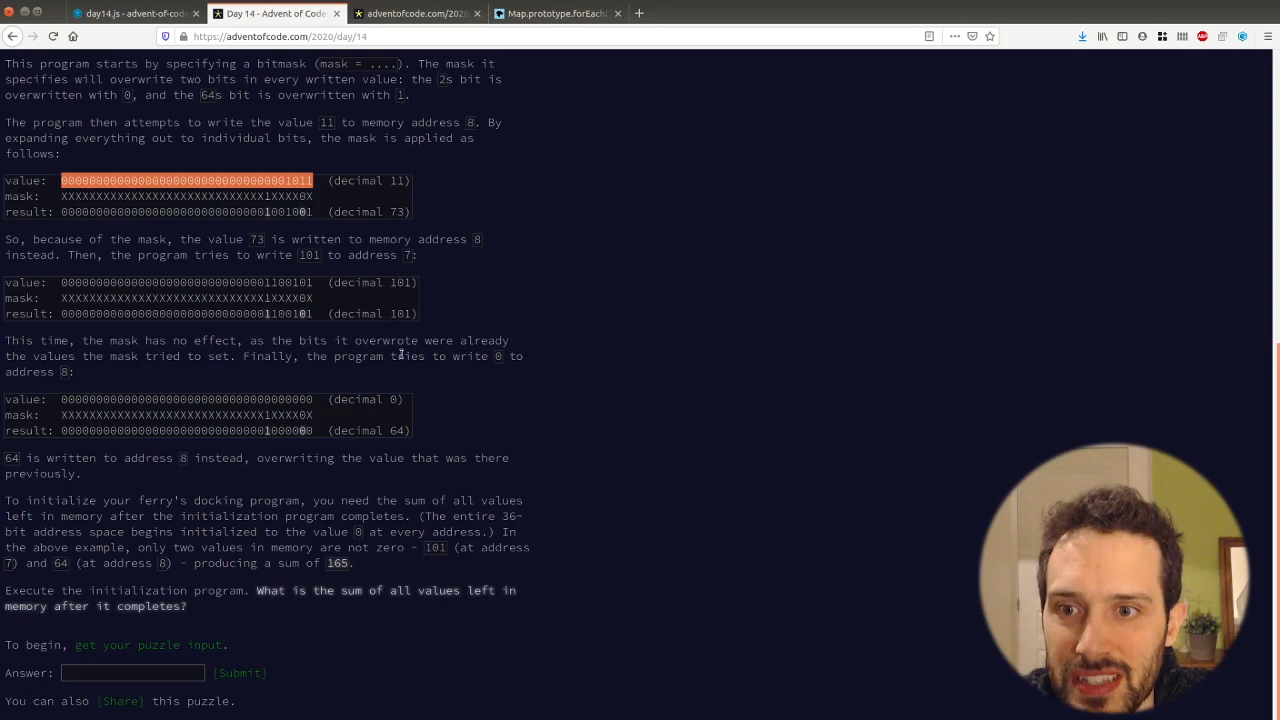 day14.js - advent-of-code
Day 14 - Advent of Code
adventofcode.com/2020
Map.prototype.forEach(
https://adventofcode.com/2020/day/14
This program starts by specifying a bitmask (mask = ....). The mask it
specifies will overwrite two bits in every written value: the 2s bit is
overwritten with 0, and the 64s bit is overwritten with 1.
The program then attempts to write the value 11 to memory address 8. By
expanding everything out to individual bits, the mask is applied as
follows:
value:  000000000000000000000000000000001011  (decimal 11)
mask:   XXXXXXXXXXXXXXXXXXXXXXXXXXXXX1XXXX0X
result: 000000000000000000000000000001001001  (decimal 73)
So, because of the mask, the value 73 is written to memory address 8
instead. Then, the program tries to write 101 to address 7:
value:  000000000000000000000000000001100101  (decimal 101)
mask:   XXXXXXXXXXXXXXXXXXXXXXXXXXXXX1XXXX0X
result: 000000000000000000000000000001100101  (decimal 101)
This time, the mask has no effect, as the bits it overwrote were already
the values the mask tried to set. Finally, the program tries to write 0 to
address 8:
value:  000000000000000000000000000000000000  (decimal 0)
mask:   XXXXXXXXXXXXXXXXXXXXXXXXXXXXX1XXXX0X
result: 000000000000000000000000000001000000  (decimal 64)
64 is written to address 8 instead, overwriting the value that was there
previously.
To initialize your ferry's docking program, you need the sum of all values
left in memory after the initialization program completes. (The entire 36-
bit address space begins initialized to the value 0 at every address.) In
the above example, only two values in memory are not zero - 101 (at address
7) and 64 (at address 8) - producing a sum of 165.
Execute the initialization program. What is the sum of all values left in
memory after it completes?
To begin, get your puzzle input.
Answer: [Submit]
You can also [Share] this puzzle.